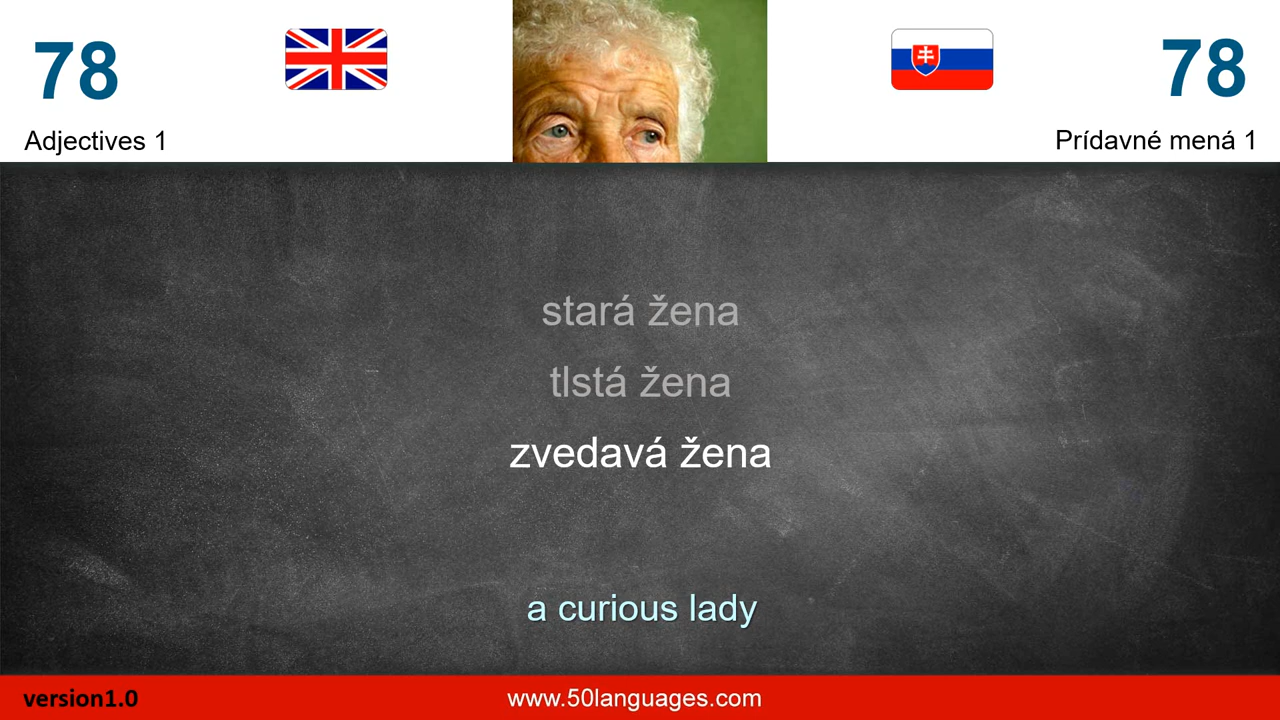 78
78
Adjectives 1
Prídavné mená 1
stará žena
tlstá žena
zvedavá žena
a curious lady
version1.0
www.50languages.com